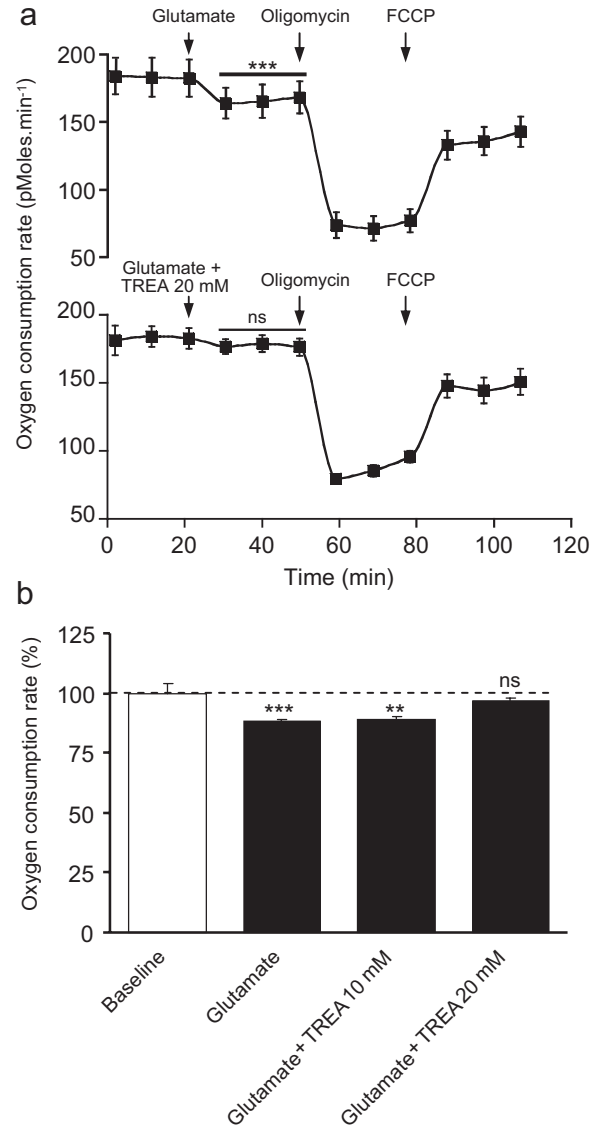 a
Glutamate Oligomycin FCCP
***
200
150
100
50
Glutamate +
TREA 20 mM
Oligomycin FCCP
ns
200
150
100
50
Oxygen consumption rate (pMoles.min⁻¹)
0 20 40 60 80 100 120
Time (min)
b
125
100
75
50
25
0
Oxygen consumption rate (%)
*** ** ns
Baseline
Glutamate
Glutamate+ TREA 10 mM
Glutamate+ TREA 20 mM